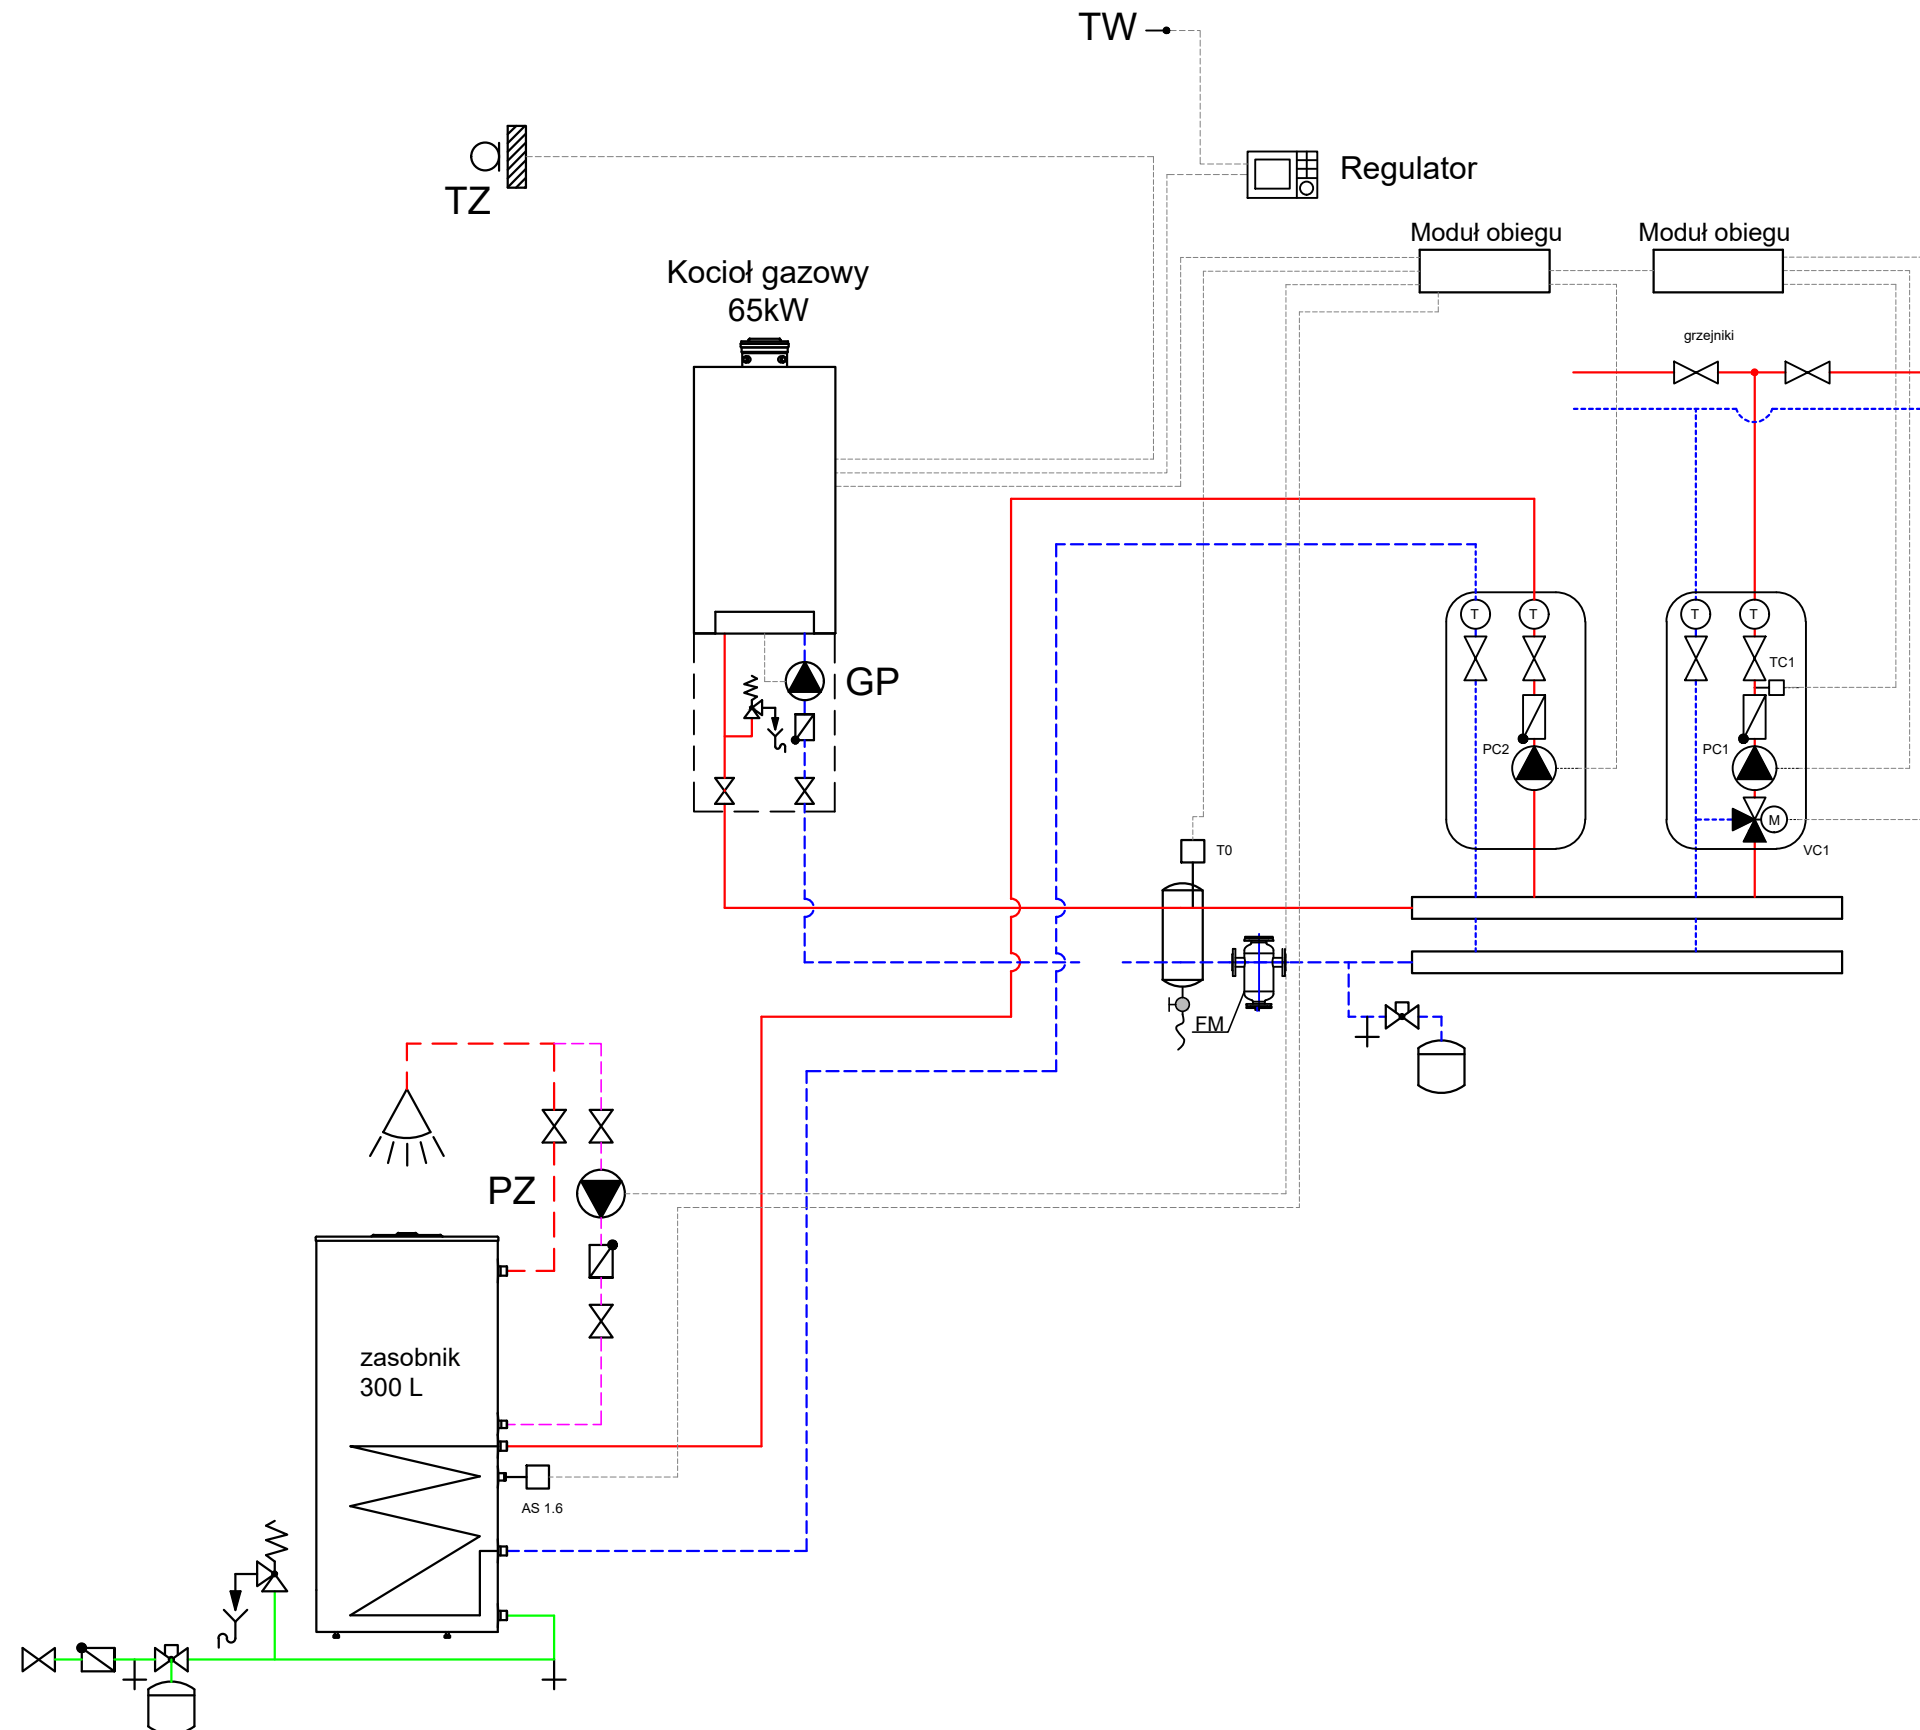 TW
TZ
Regulator
Moduł obiegu
Moduł obiegu
Kocioł gazowy
65kW
grzejniki
T
T
T
T
TC1
GP
PC2
PC1
M
VC1
T0
FM
PZ
zasobnik
300 L
AS 1.6